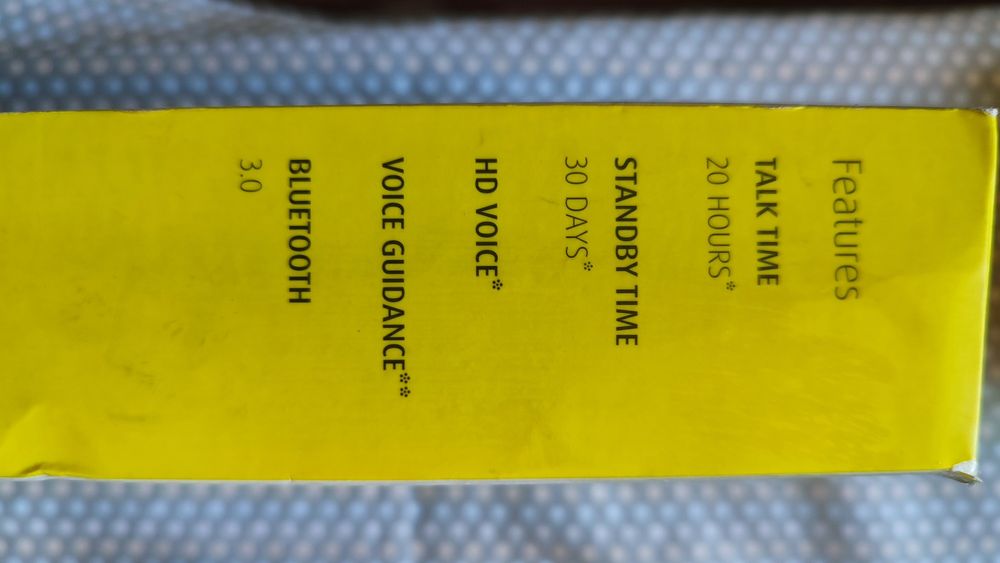 Features
TALK TIME
20 HOURS*
STANDBY TIME
30 DAYS*
HD VOICE*
VOICE GUIDANCE**
BLUETOOTH
3.0